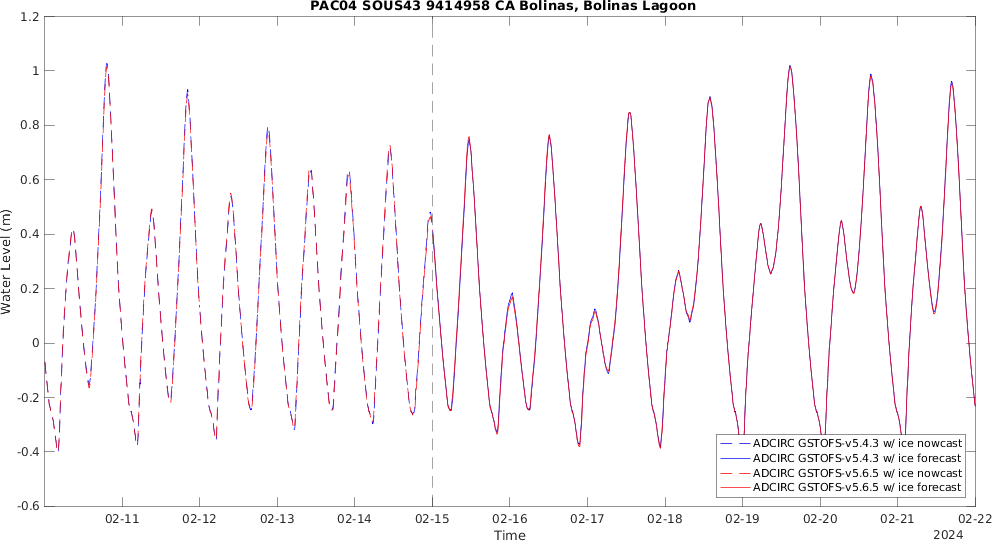 PAC04 SOUS43 9414958 CA Bolinas, Bolinas Lagoon
1.2
1
0.8
0.6
0.4
0.2
0
-0.2
-0.4
-0.6
Water Level (m)
ADCIRC GSTOFS-v5.4.3 w/ ice nowcast
ADCIRC GSTOFS-v5.4.3 w/ ice forecast
ADCIRC GSTOFS-v5.6.5 w/ ice nowcast
ADCIRC GSTOFS-v5.6.5 w/ ice forecast
02-11 02-12 02-13 02-14 02-15 02-16 02-17 02-18 02-19 02-20 02-21 02-22
Time
2024